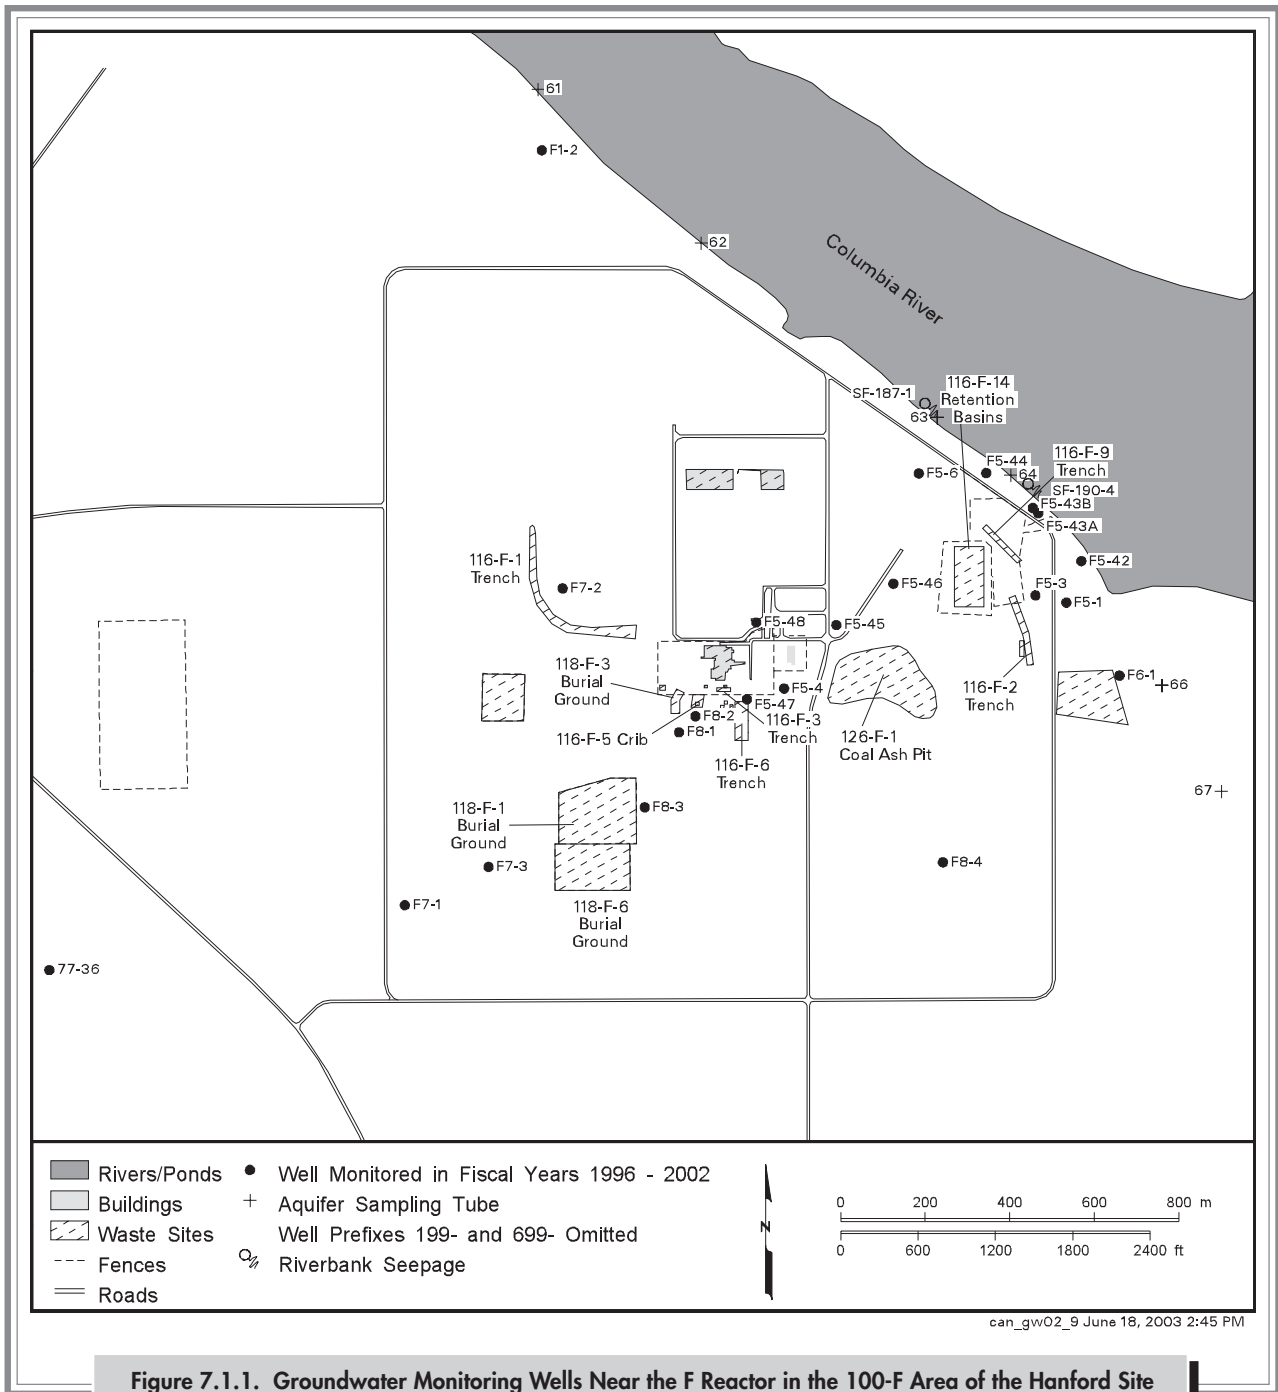 61
F1-2
62
Columbia River
SF-187-1
116-F-14
Retention
Basins
63
F5-44
116-F-9
Trench
F5-6
64
SF-190-4
F5-43B
F5-43A
116-F-1
Trench
F7-2
F5-46
F5-42
F5-3
F5-1
F5-48
F5-45
118-F-3
Burial
Ground
F5-4
116-F-2
Trench
F6-1
66
F5-47
F8-2
116-F-3
Trench
116-F-5 Crib
F8-1
126-F-1
Coal Ash Pit
116-F-6
Trench
67
118-F-1
Burial
Ground
F8-3
F7-3
F8-4
F7-1
118-F-6
Burial
Ground
77-36
Rivers/Ponds
Buildings
Waste Sites
Fences
Roads
Well Monitored in Fiscal Years 1996 - 2002
Aquifer Sampling Tube
Well Prefixes 199- and 699- Omitted
Riverbank Seepage
N
0 200 400 600 800 m
0 600 1200 1800 2400 ft
can_gw02_9 June 18, 2003 2:45 PM
Figure 7.1.1. Groundwater Monitoring Wells Near the F Reactor in the 100-F Area of the Hanford Site